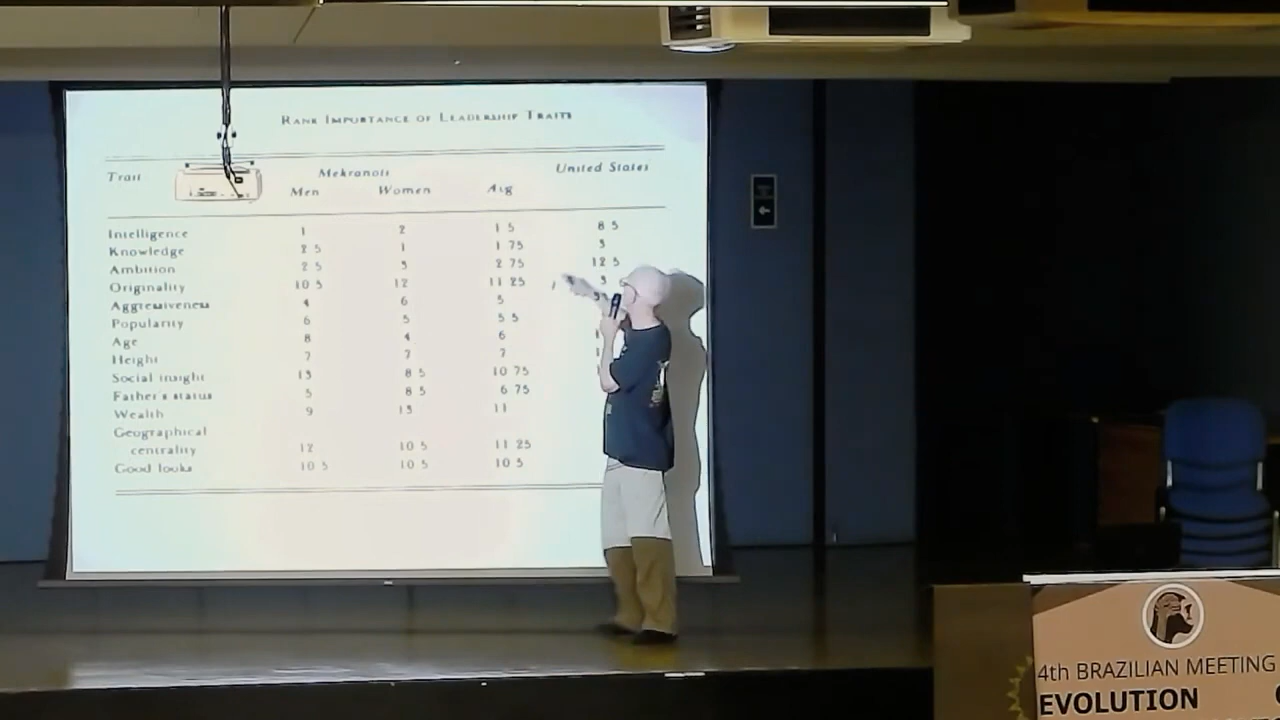 RANK IMPORTANCE OF LEADERSHIP TRAITS
Trait Mekranoti United States
Men Women Avg
Intelligence 1 2 1 5 8 5
Knowledge 2 5 1 1 75 3
Ambition 2 5 3 2 75 12 5
Originality 10 5 12 11 25 3
Aggressiveness 4 6 5
Popularity 6 5 5 5
Age 8 4 6
Height 7 7 7
Social insight 13 8 5 10 75
Father's status 5 8 5 6 75
Wealth 9 13 11
Geographical
centrality 12 10 5 11 25
Good looks 10 5 10 5 10 5
4th BRAZILIAN MEETING
EVOLUTION